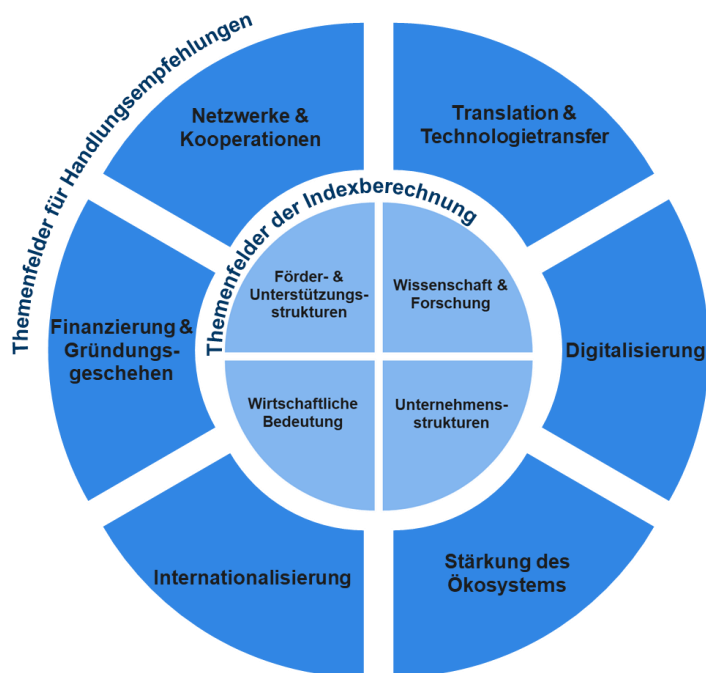 Themenfelder für Handlungsempfehlungen
Netzwerke &
Kooperationen
Translation &
Technologietransfer
Themenfelder der Indexberechnung
Förder- &
Unterstützungs-
strukturen
Wissenschaft &
Forschung
Finanzierung &
Gründungs-
geschehen
Digitalisierung
Wirtschaftliche
Bedeutung
Unternehmens-
strukturen
Internationalisierung
Stärkung des
Ökosystems